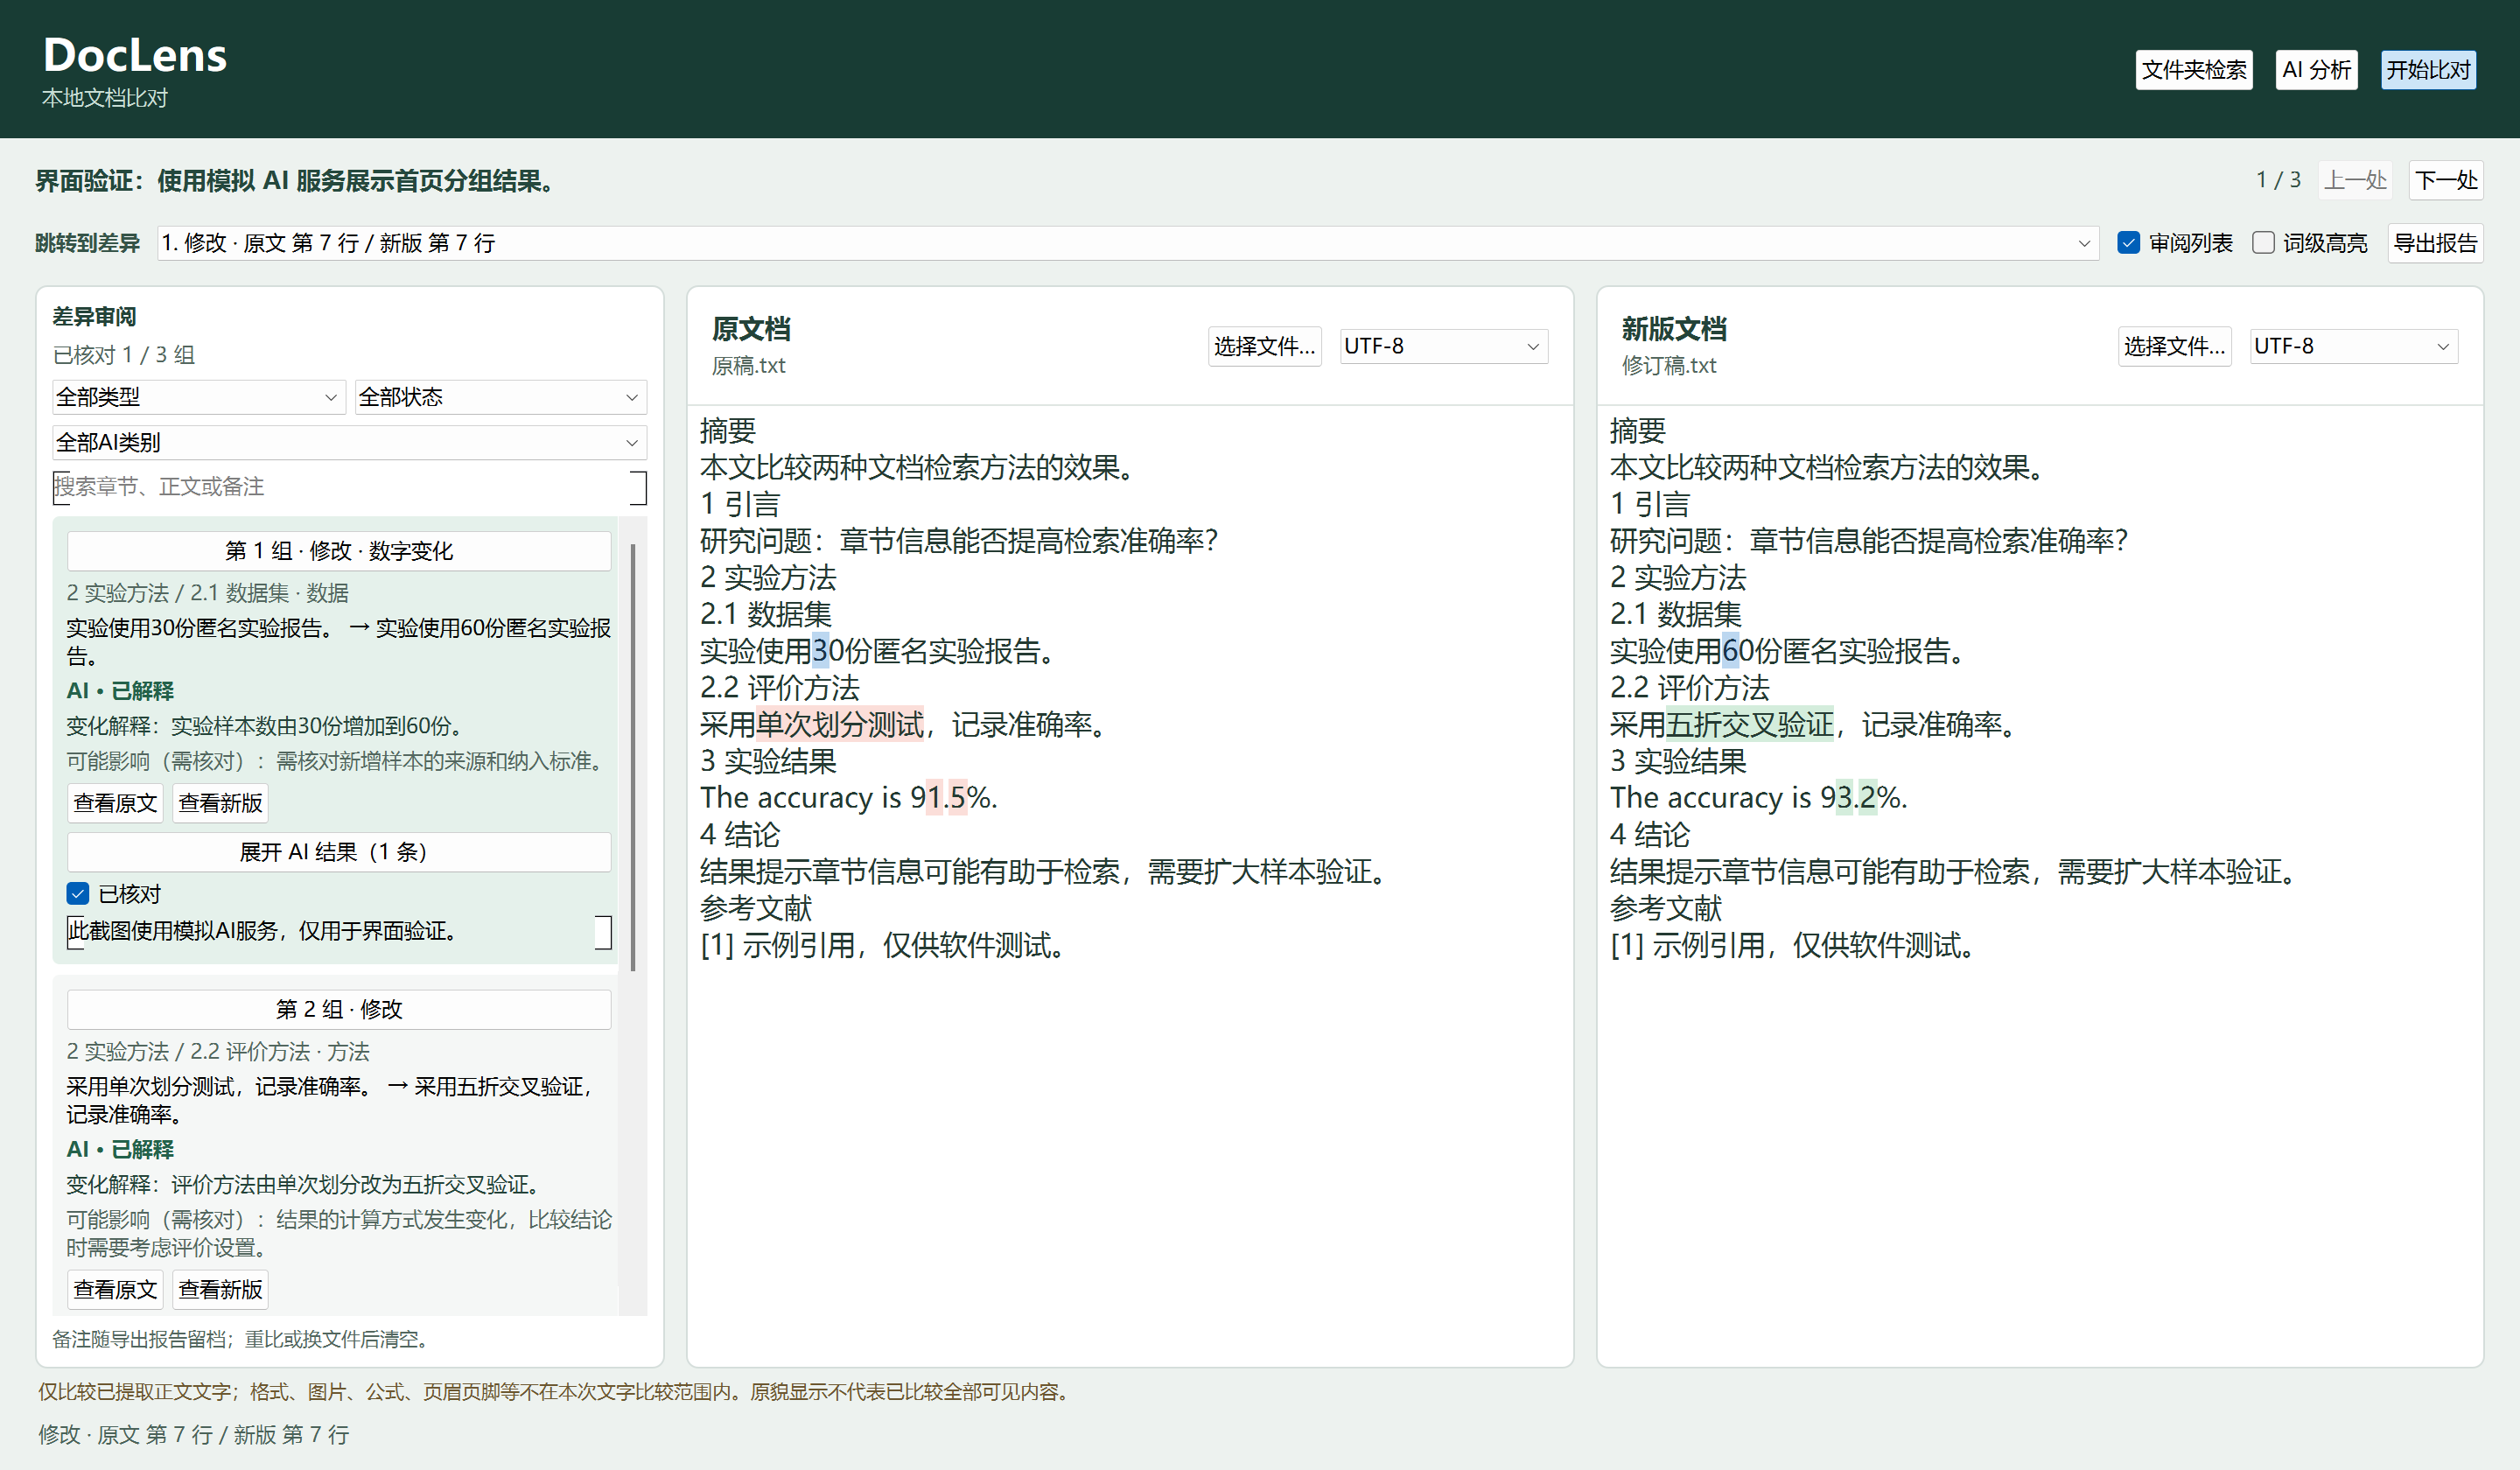 DocLens
本地文档比对
文件夹检索
AI 分析
开始比对
界面验证：使用模拟 AI 服务展示首页分组结果。
1 / 3
上一处
下一处
跳转到差异
1. 修改 · 原文 第 7 行 / 新版 第 7 行
审阅列表
词级高亮
导出报告
差异审阅
已核对 1 / 3 组
全部类型
全部状态
全部AI类别
搜索章节、正文或备注
第 1 组 · 修改 · 数字变化
2 实验方法 / 2.1 数据集 · 数据
实验使用30份匿名实验报告。 → 实验使用60份匿名实验报
告。
AI • 已解释
变化解释：实验样本数由30份增加到60份。
可能影响（需核对）：需核对新增样本的来源和纳入标准。
查看原文
查看新版
展开 AI 结果（1 条）
已核对
此截图使用模拟AI服务，仅用于界面验证。
第 2 组 · 修改
2 实验方法 / 2.2 评价方法 · 方法
采用单次划分测试，记录准确率。 → 采用五折交叉验证，
记录准确率。
AI • 已解释
变化解释：评价方法由单次划分改为五折交叉验证。
可能影响（需核对）：结果的计算方式发生变化，比较结论
时需要考虑评价设置。
查看原文
查看新版
备注随导出报告留档；重比或换文件后清空。
原文档
原稿.txt
选择文件...
UTF-8
摘要
本文比较两种文档检索方法的效果。
1 引言
研究问题：章节信息能否提高检索准确率？
2 实验方法
2.1 数据集
实验使用30份匿名实验报告。
2.2 评价方法
采用单次划分测试，记录准确率。
3 实验结果
The accuracy is 91.5%.
4 结论
结果提示章节信息可能有助于检索，需要扩大样本验证。
参考文献
[1] 示例引用，仅供软件测试。
新版文档
修订稿.txt
选择文件...
UTF-8
摘要
本文比较两种文档检索方法的效果。
1 引言
研究问题：章节信息能否提高检索准确率？
2 实验方法
2.1 数据集
实验使用60份匿名实验报告。
2.2 评价方法
采用五折交叉验证，记录准确率。
3 实验结果
The accuracy is 93.2%.
4 结论
结果提示章节信息可能有助于检索，需要扩大样本验证。
参考文献
[1] 示例引用，仅供软件测试。
仅比较已提取正文文字；格式、图片、公式、页眉页脚等不在本次文字比较范围内。原貌显示不代表已比较全部可见内容。
修改 · 原文 第 7 行 / 新版 第 7 行